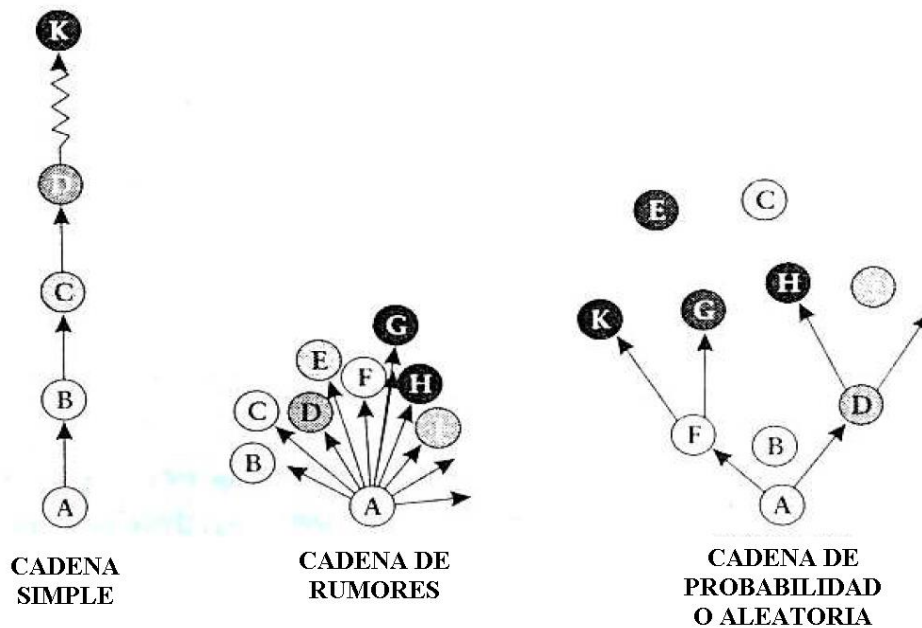 K
D
C
B
A
CADENA
SIMPLE
G
E
F
H
C
D
B
A
CADENA DE
RUMORES
E
C
H
K
G
D
F
B
A
CADENA DE
PROBABILIDAD
O ALEATORIA